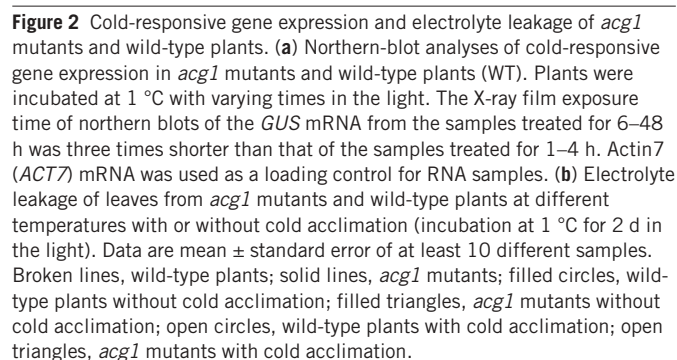 Figure 2 Cold-responsive gene expression and electrolyte leakage of acg1
mutants and wild-type plants. (a) Northern-blot analyses of cold-responsive
gene expression in acg1 mutants and wild-type plants (WT). Plants were
incubated at 1 °C with varying times in the light. The X-ray film exposure
time of northern blots of the GUS mRNA from the samples treated for 6–48
h was three times shorter than that of the samples treated for 1–4 h. Actin7
(ACT7) mRNA was used as a loading control for RNA samples. (b) Electrolyte
leakage of leaves from acg1 mutants and wild-type plants at different
temperatures with or without cold acclimation (incubation at 1 °C for 2 d in
the light). Data are mean ± standard error of at least 10 different samples.
Broken lines, wild-type plants; solid lines, acg1 mutants; filled circles, wild-
type plants without cold acclimation; filled triangles, acg1 mutants without
cold acclimation; open circles, wild-type plants with cold acclimation; open
triangles, acg1 mutants with cold acclimation.